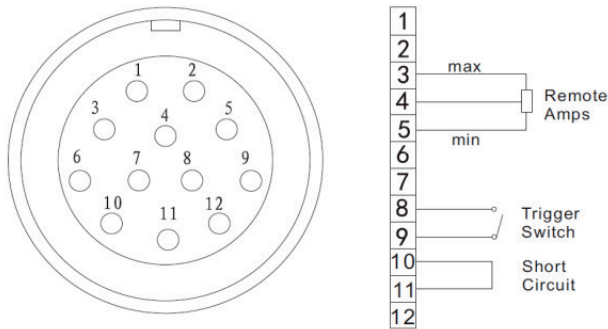 1 2
3 4 5
6 7 8 9
10 11 12
1
2
3 max
4 Remote
Amps
5 min
6
7
8 Trigger
9 Switch
10 Short
11 Circuit
12